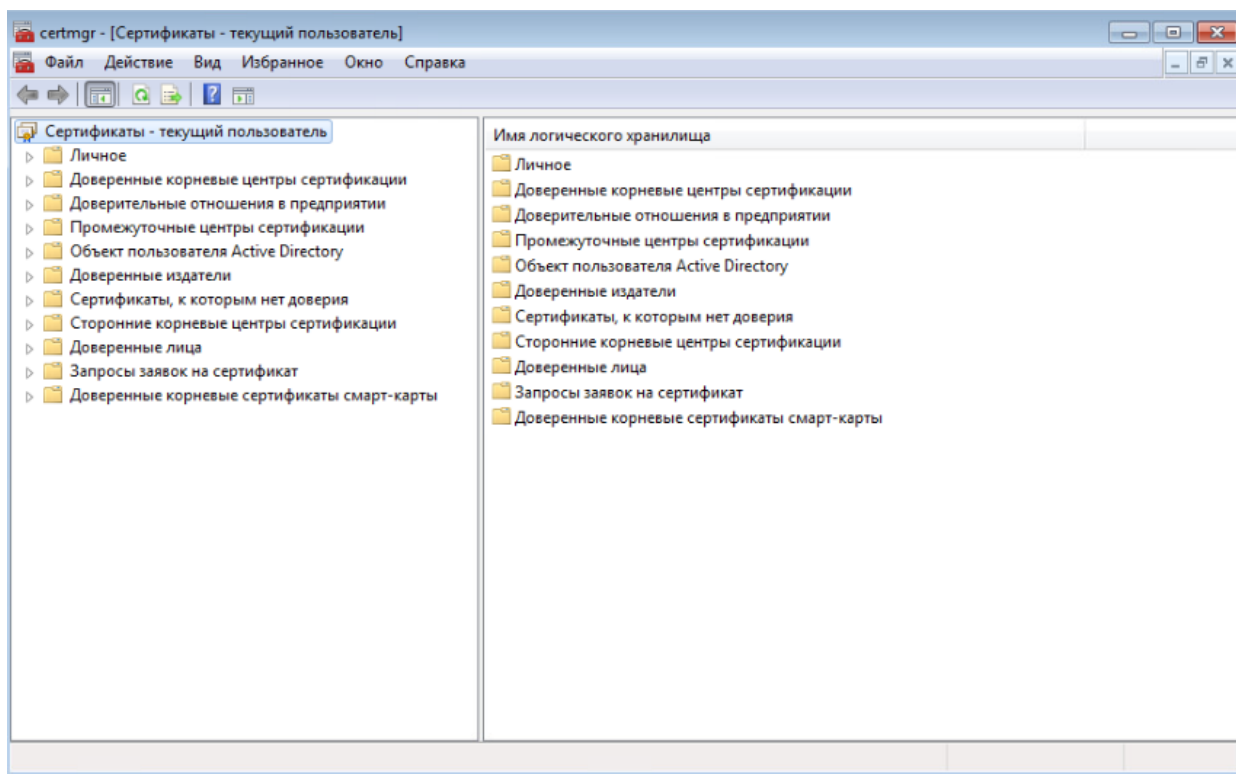 certmgr - [Сертификаты - текущий пользователь]
Файл Действие Вид Избранное Окно Справка
Сертификаты - текущий пользователь
Личное
Доверенные корневые центры сертификации
Доверительные отношения в предприятии
Промежуточные центры сертификации
Объект пользователя Active Directory
Доверенные издатели
Сертификаты, к которым нет доверия
Сторонние корневые центры сертификации
Доверенные лица
Запросы заявок на сертификат
Доверенные корневые сертификаты смарт-карты
Имя логического хранилища
Личное
Доверенные корневые центры сертификации
Доверительные отношения в предприятии
Промежуточные центры сертификации
Объект пользователя Active Directory
Доверенные издатели
Сертификаты, к которым нет доверия
Сторонние корневые центры сертификации
Доверенные лица
Запросы заявок на сертификат
Доверенные корневые сертификаты смарт-карты